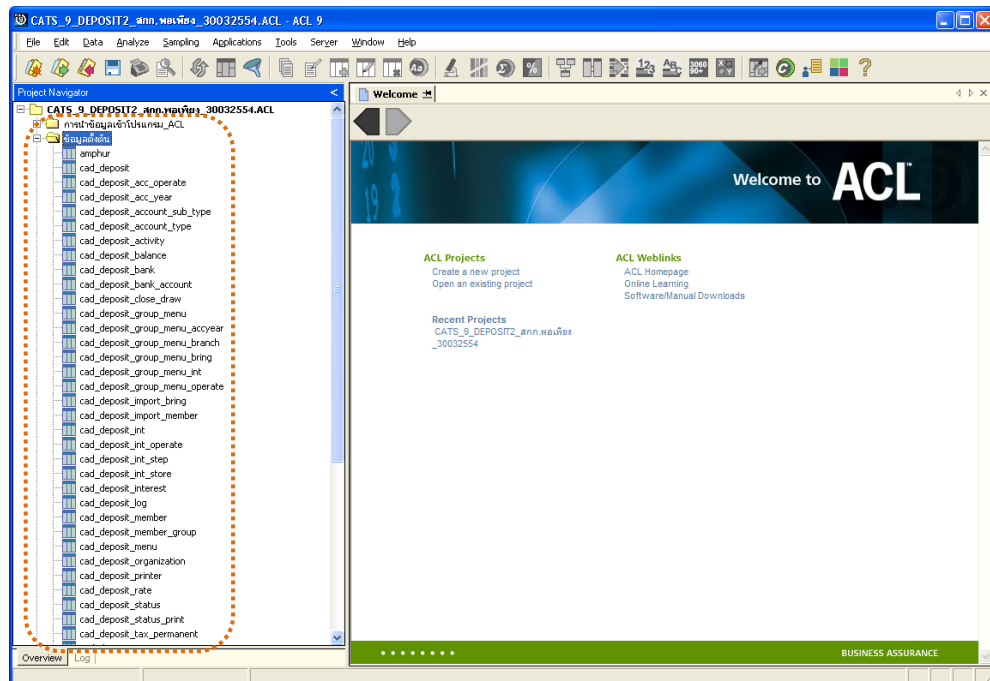 CATS_9_DEPOSIT2_สกก.พอเพียง_30032554.ACL - ACL 9
File Edit Data Analyze Sampling Applications Tools Server Window Help
Project Navigator <
CATS_9_DEPOSIT2_สกก.พอเพียง_30032554.ACL
การนำข้อมูลเข้าโปรแกรม_ACL
ข้อมูลตั้งต้น
amphur
cad_deposit
cad_deposit_acc_operate
cad_deposit_acc_year
cad_deposit_account_sub_type
cad_deposit_account_type
cad_deposit_activity
cad_deposit_balance
cad_deposit_bank
cad_deposit_bank_account
cad_deposit_close_draw
cad_deposit_group_menu
cad_deposit_group_menu_accyear
cad_deposit_group_menu_branch
cad_deposit_group_menu_bring
cad_deposit_group_menu_int
cad_deposit_group_menu_operate
cad_deposit_import_bring
cad_deposit_import_member
cad_deposit_int
cad_deposit_int_operate
cad_deposit_int_step
cad_deposit_int_store
cad_deposit_interest
cad_deposit_log
cad_deposit_member
cad_deposit_member_group
cad_deposit_menu
cad_deposit_organization
cad_deposit_printer
cad_deposit_rate
cad_deposit_status
cad_deposit_status_print
cad_deposit_tax_permanent
Overview Log
Welcome
Welcome to ACL™
ACL Projects
Create a new project
Open an existing project
Recent Projects
CATS_9_DEPOSIT2_สกก.พอเพียง
_30032554
ACL Weblinks
ACL Homepage
Online Learning
Software/Manual Downloads
BUSINESS ASSURANCE